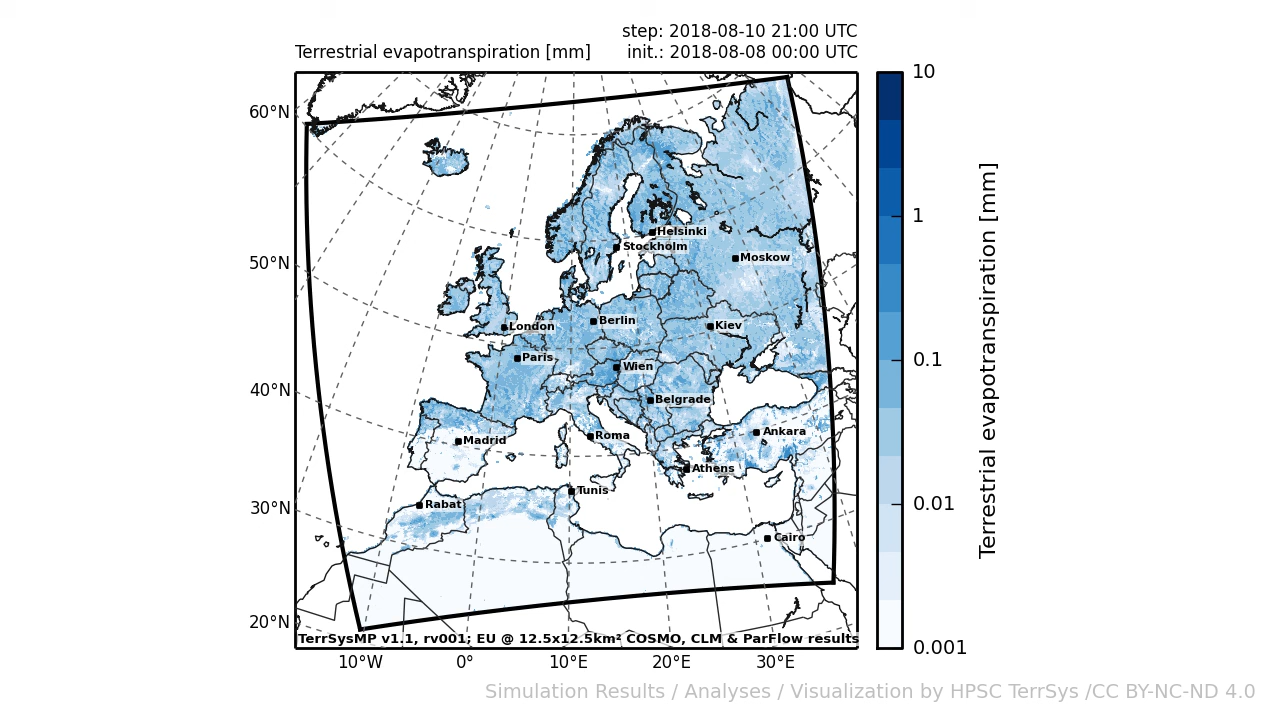 step: 2018-08-10 21:00 UTC
Terrestrial evapotranspiration [mm] init.: 2018-08-08 00:00 UTC
10
60°N
1
Helsinki
Stockholm
Moskow
50°N
Berlin
Kiev
London
Paris
0.1
Wien
40°N
Belgrade
Ankara
Roma
Madrid
Athens
Tunis
Rabat
0.01
30°N
Cairo
20°N
TerrSysMP v1.1, rv001; EU @ 12.5x12.5km² COSMO, CLM & ParFlow results
0.001
10°W 0° 10°E 20°E 30°E
Terrestrial evapotranspiration [mm]
Simulation Results / Analyses / Visualization by HPSC TerrSys /CC BY-NC-ND 4.0